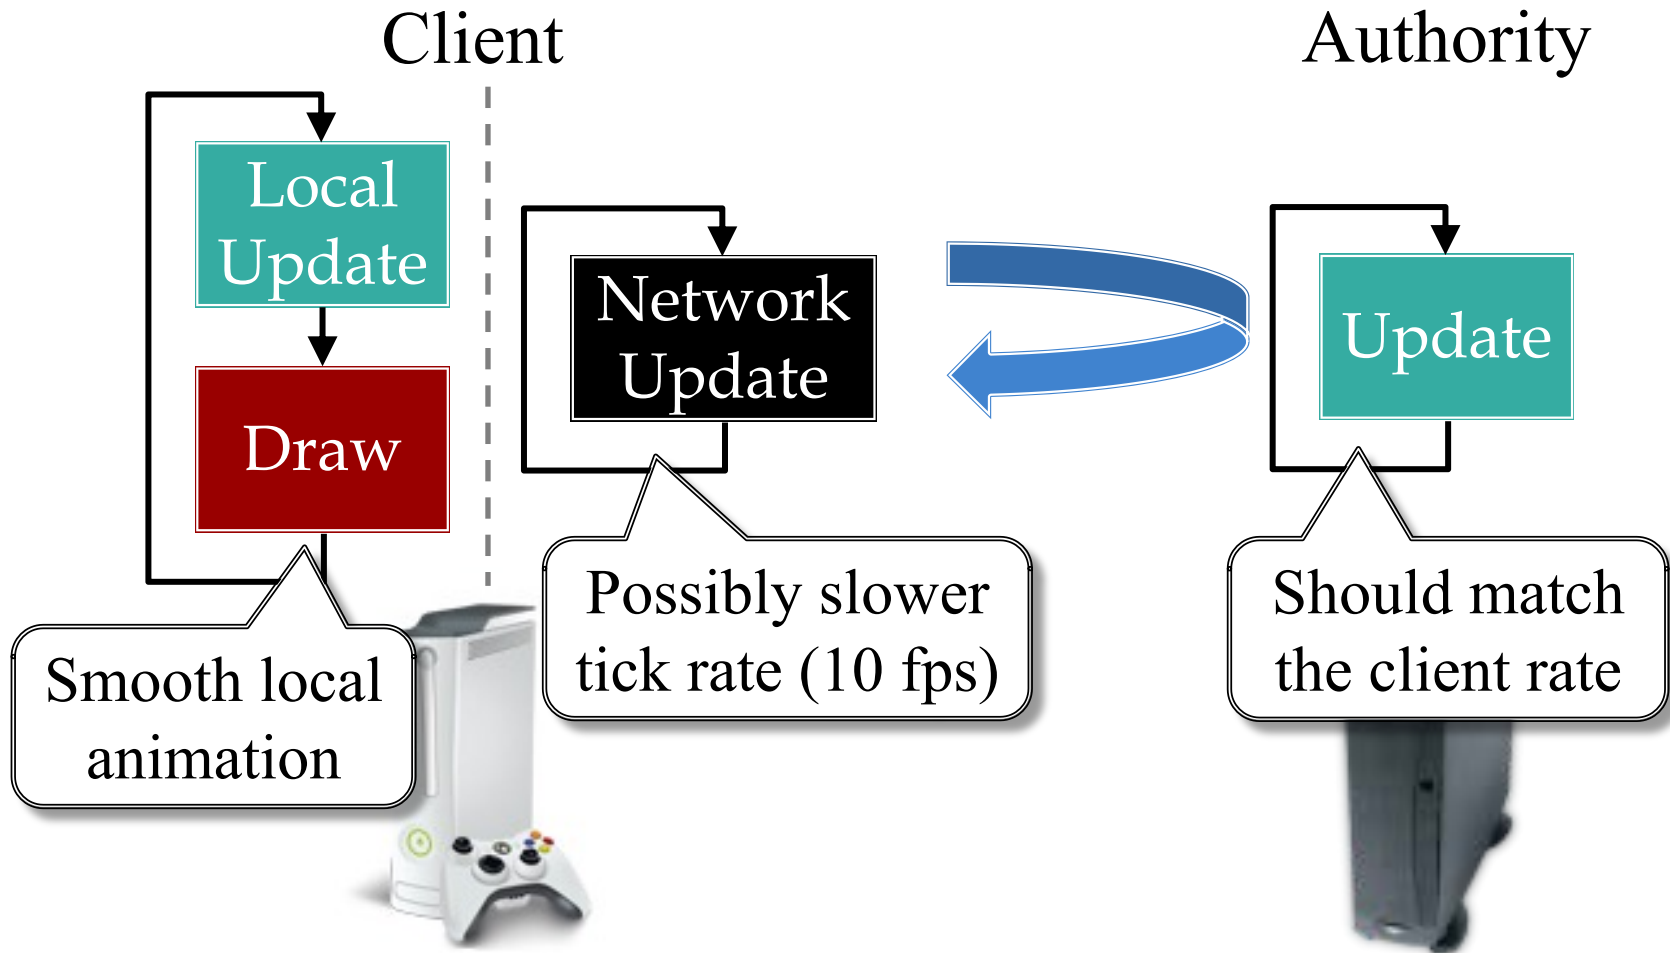 Client
Authority
Local
Update
Draw
Network
Update
Update
Smooth local
animation
Possibly slower
tick rate (10 fps)
Should match
the client rate